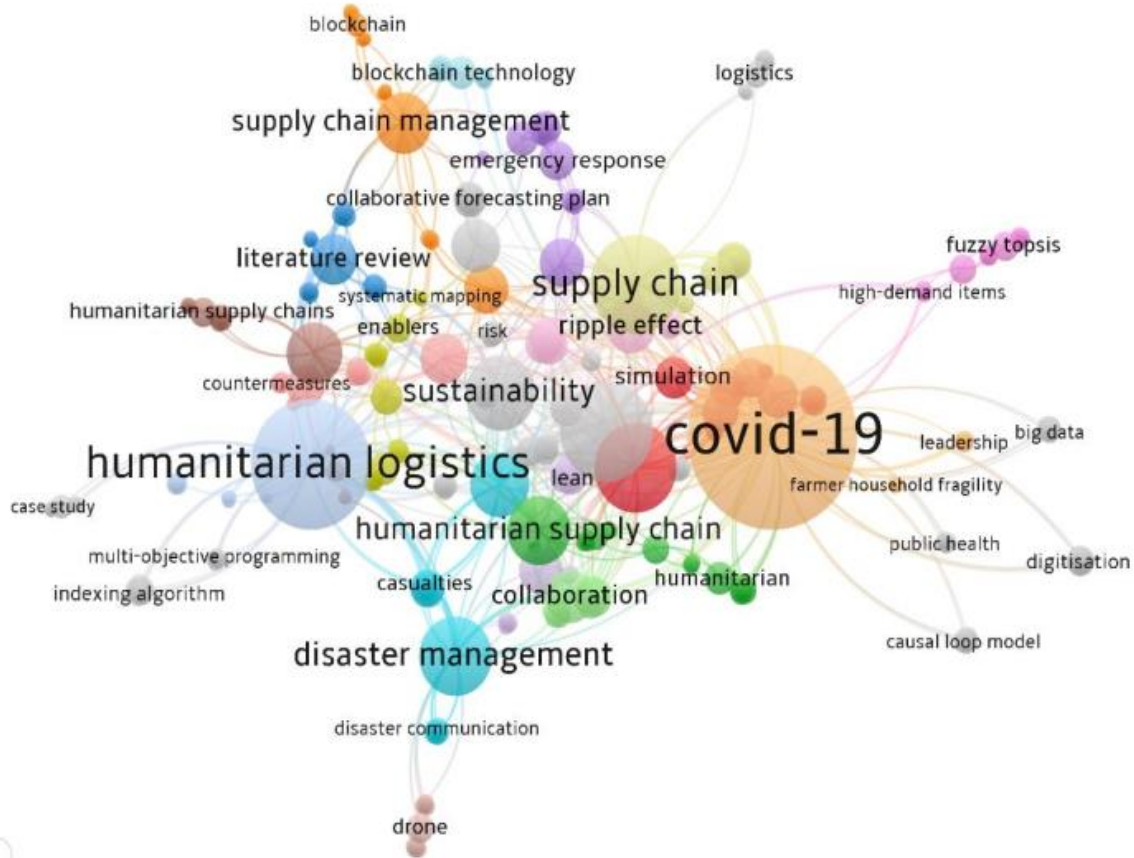 blockchain
blockchain technology
logistics
supply chain management
emergency response
collaborative forecasting plan
fuzzy topsis
literature review
supply chain
high-demand items
systematic mapping
humanitarian supply chains
enablers
risk
ripple effect
countermeasures
sustainability
simulation
covid-19
big data
leadership
humanitarian logistics
lean
farmer household fragility
case study
humanitarian supply chain
public health
multi-objective programming
digitisation
casualties
humanitarian
indexing algorithm
collaboration
causal loop model
disaster management
disaster communication
drone